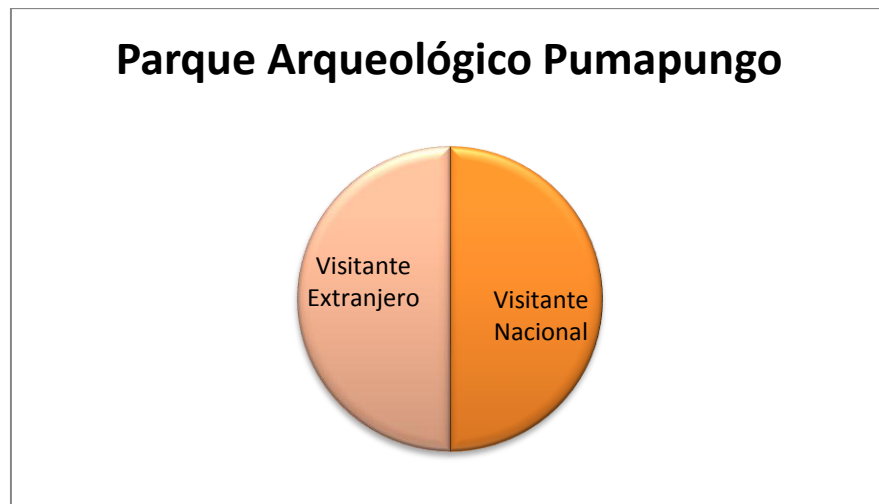 Parque Arqueológico Pumapungo
Visitante
Extranjero
Visitante
Nacional